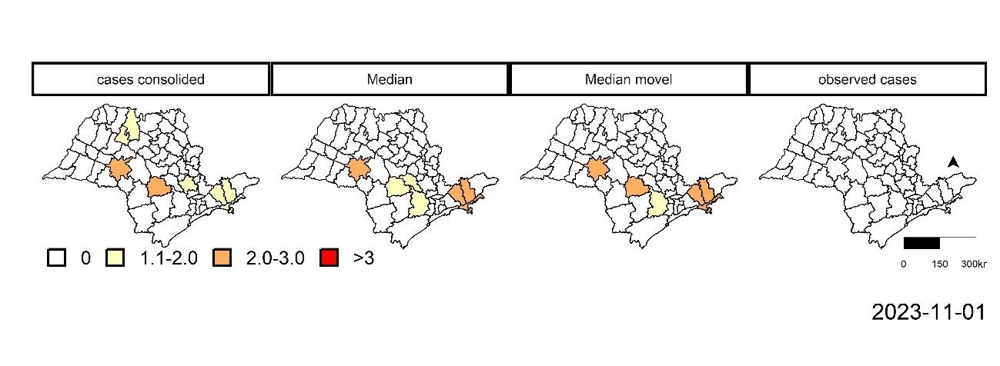 cases consolided
Median
Median movel
observed cases
0 1.1-2.0 2.0-3.0 >3
0 150 300kr
2023-11-01